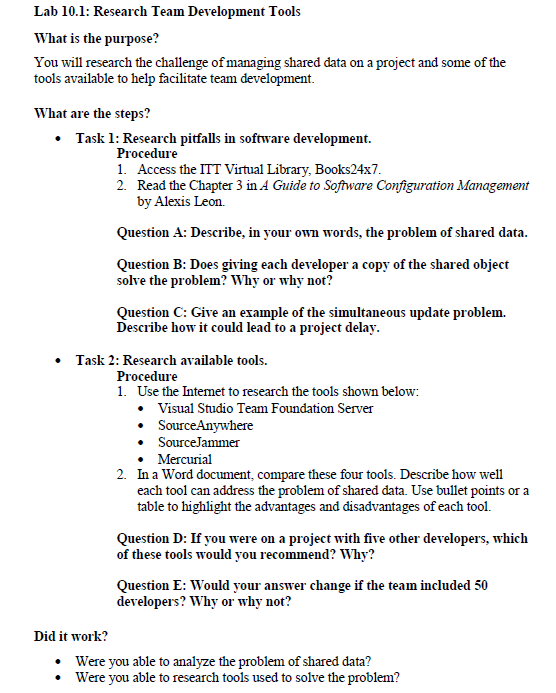 Lab 10.1: Research Team Development Tools
What is the purpose?
You will research the challenge of managing shared data on a project and some of the
tools available to help facilitate team development.
What are the steps?
• Task 1: Research pitfalls in software development.
Procedure
1. Access the ITT Virtual Library, Books24x7.
2. Read the Chapter 3 in A Guide to Software Configuration Management
by Alexis Leon.
Question A: Describe, in your own words, the problem of shared data.
Question B: Does giving each developer a copy of the shared object
solve the problem? Why or why not?
Question C: Give an example of the simultaneous update problem.
Describe how it could lead to a project delay.
• Task 2: Research available tools.
Procedure
1. Use the Internet to research the tools shown below:
• Visual Studio Team Foundation Server
• SourceAnywhere
• SourceJammer
• Mercurial
2. In a Word document, compare these four tools. Describe how well
each tool can address the problem of shared data. Use bullet points or a
table to highlight the advantages and disadvantages of each tool.
Question D: If you were on a project with five other developers, which
of these tools would you recommend? Why?
Question E: Would your answer change if the team included 50
developers? Why or why not?
Did it work?
• Were you able to analyze the problem of shared data?
• Were you able to research tools used to solve the problem?